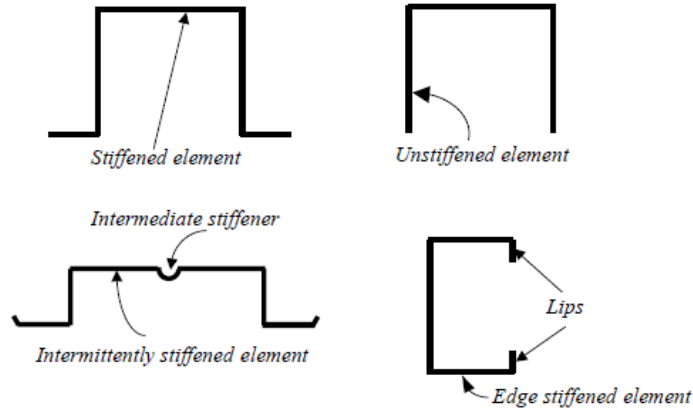 Stiffened element
Unstiffened element
Intermediate stiffener
Lips
Intermittently stiffened element
Edge stiffened element